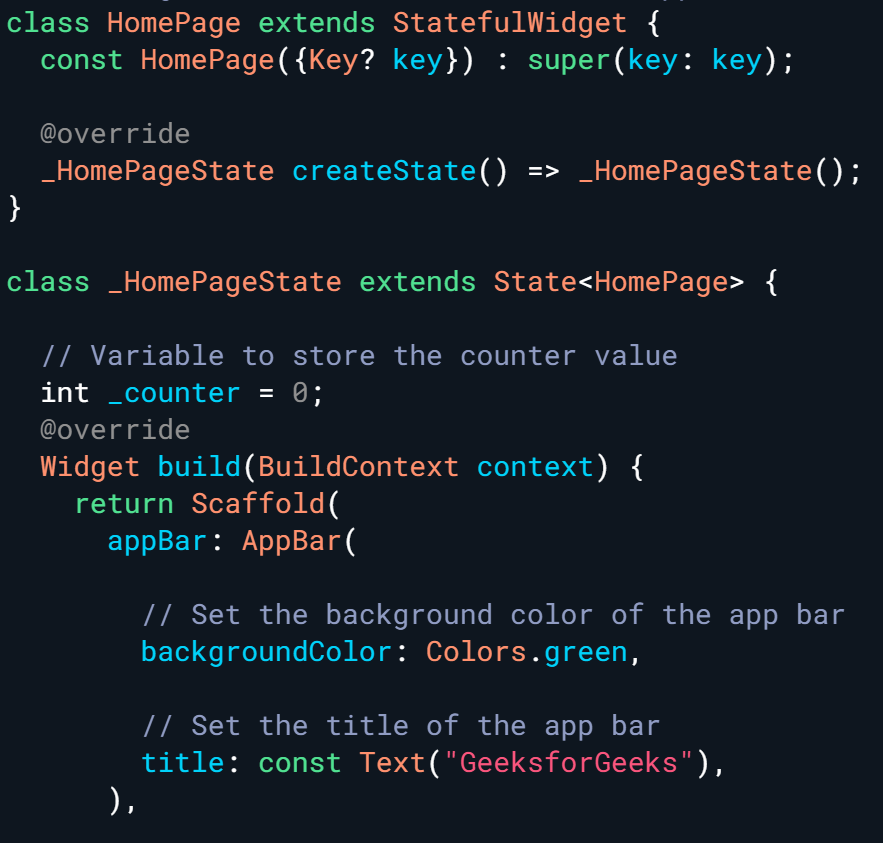 class HomePage extends StatefulWidget {
  const HomePage({Key? key}) : super(key: key);

  @override
  _HomePageState createState() => _HomePageState();
}

class _HomePageState extends State<HomePage> {

  // Variable to store the counter value
  int _counter = 0;
  @override
  Widget build(BuildContext context) {
    return Scaffold(
      appBar: AppBar(

        // Set the background color of the app bar
        backgroundColor: Colors.green,

        // Set the title of the app bar
        title: const Text("GeeksforGeeks"),
      ),